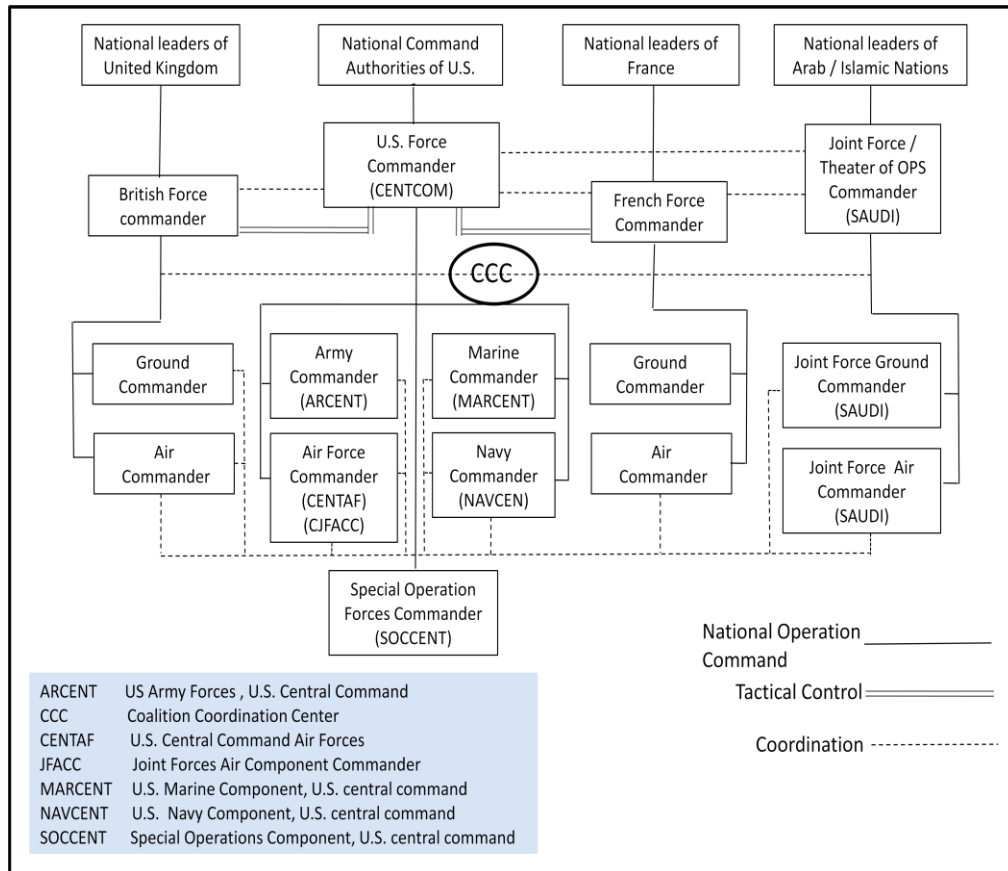 National leaders of
United Kingdom
National Command
Authorities of U.S.
National leaders of
France
National leaders of
Arab / Islamic Nations
U.S. Force
Commander
(CENTCOM)
Joint Force /
Theater of OPS
Commander
(SAUDI)
British Force
commander
French Force
Commander
CCC
Ground
Commander
Army
Commander
(ARCENT)
Marine
Commander
(MARCENT)
Ground
Commander
Joint Force Ground
Commander
(SAUDI)
Air
Commander
Air Force
Commander
(CENTAF)
(CJFACC)
Navy
Commander
(NAVCEN)
Air
Commander
Joint Force Air
Commander
(SAUDI)
Special Operation
Forces Commander
(SOCCENT)
National Operation
Command
Tactical Control
Coordination
ARCENT US Army Forces , U.S. Central Command
CCC Coalition Coordination Center
CENTAF U.S. Central Command Air Forces
JFACC Joint Forces Air Component Commander
MARCENT U.S. Marine Component, U.S. central command
NAVCENT U.S. Navy Component, U.S. central command
SOCCENT Special Operations Component, U.S. central command